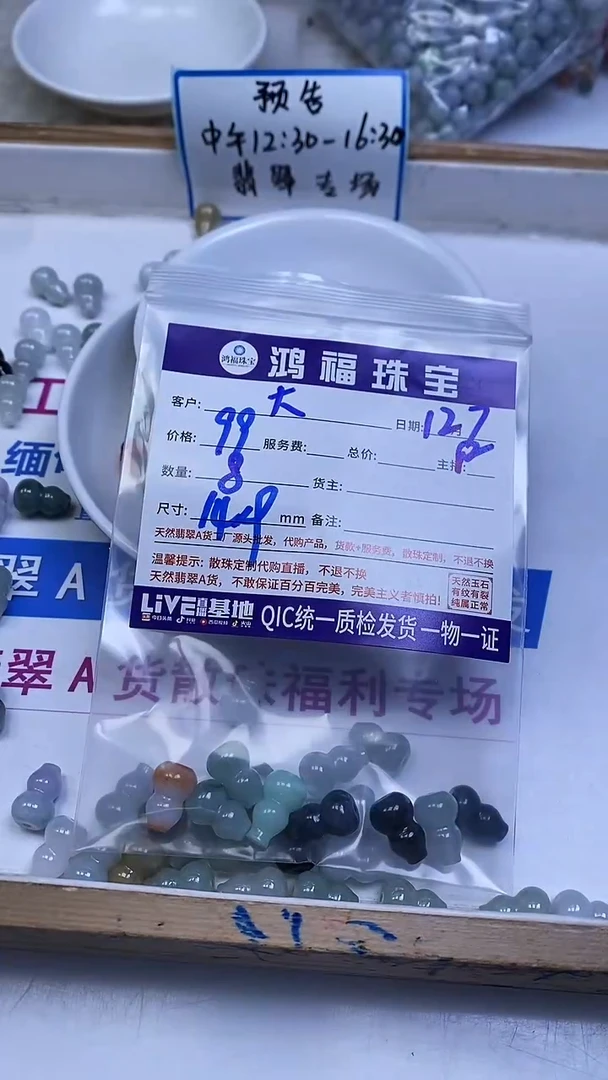 预告
中午12:30-16:30
翡翠专场
鸿福珠宝 鸿福珠宝
客户: 大 日期: 127
价格: 99 服务费: 总价: 主播:
数量: 8 货主:
尺寸: mm 备注:
天然翡翠A货工厂源头批发，代购产品，货款+服务费，散珠定制，不退不换
温馨提示: 散珠定制代购直播，不退不换
天然翡翠A货，不敢保证百分百完美，完美主义者慎拍!
天然玉石
有纹有裂
纯属正常
LiVE直播基地 QIC统一质检发货 一物一证
工
缅
翠 A
翠 A货散珠福利专场